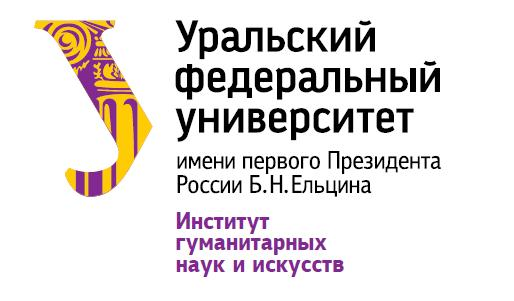 Уральский
федеральный
университет
имени первого Президента
России Б.Н.Ельцина
Институт
гуманитарных
наук и искусств